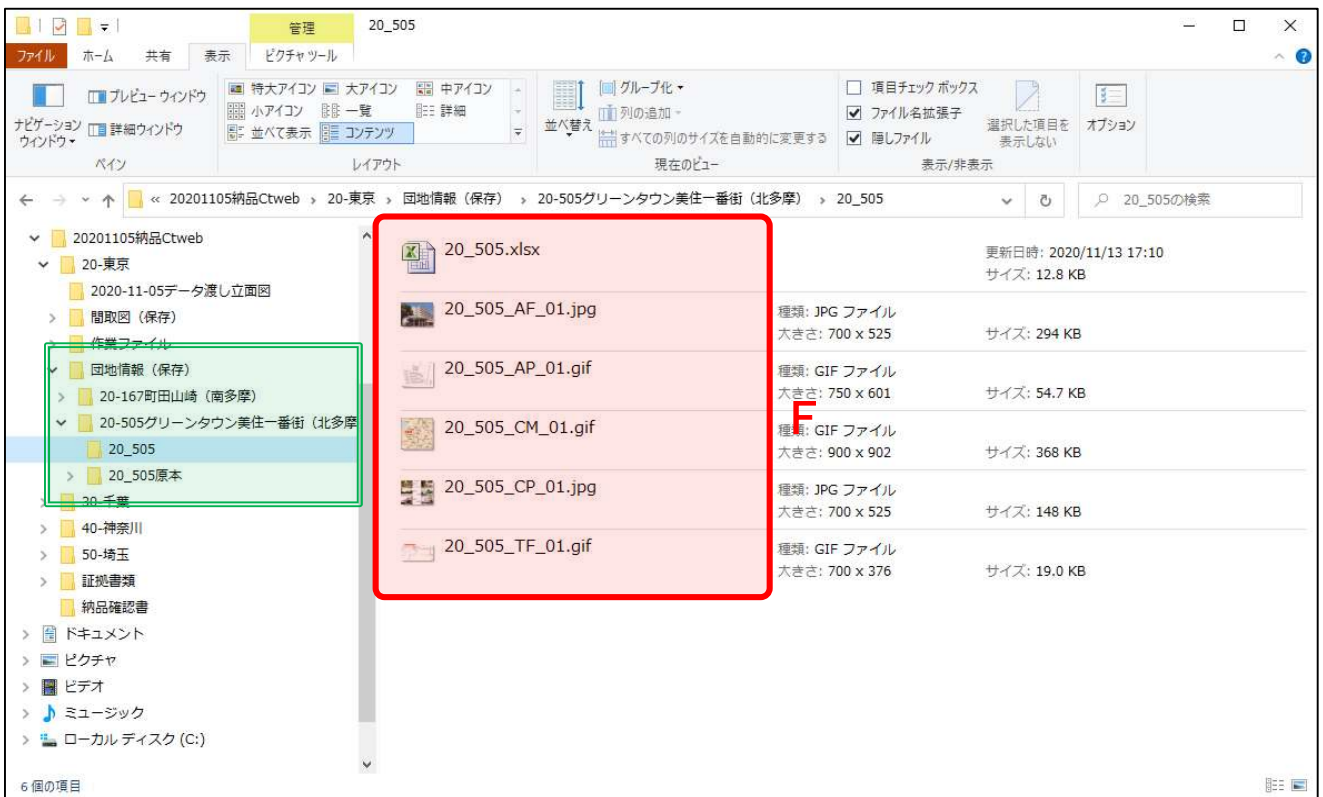 管理
20_505
ファイル
ホーム
共有
表示
ピクチャ ツール
ナビゲーション ウィンドウ
プレビュー ウィンドウ
詳細ウィンドウ
ペイン
特大アイコン
大アイコン
中アイコン
小アイコン
一覧
詳細
並べて表示
コンテンツ
レイアウト
並べ替え
グループ化
列の追加
すべての列のサイズを自動的に変更する
現在のビュー
項目チェック ボックス
ファイル名拡張子
隠しファイル
選択した項目を
表示しない
表示/非表示
オプション
« 20201105納品Ctweb › 20-東京 › 団地情報（保存） › 20-505グリーンタウン美住一番街（北多摩） › 20_505
20_505の検索
20201105納品Ctweb
20-東京
2020-11-05データ渡し立面図
間取図（保存）
作業ファイル
団地情報（保存）
20-167町田山崎（南多摩）
20-505グリーンタウン美住一番街（北多摩
20_505
20_505原本
30-千葉
40-神奈川
50-埼玉
証拠書類
納品確認書
ドキュメント
ピクチャ
ビデオ
ミュージック
ローカル ディスク (C:)
20_505.xlsx
更新日時: 2020/11/13 17:10
サイズ: 12.8 KB
20_505_AF_01.jpg
種類: JPG ファイル
大きさ: 700 x 525
サイズ: 294 KB
20_505_AP_01.gif
種類: GIF ファイル
大きさ: 750 x 601
サイズ: 54.7 KB
F
20_505_CM_01.gif
種類: GIF ファイル
大きさ: 900 x 902
サイズ: 368 KB
20_505_CP_01.jpg
種類: JPG ファイル
大きさ: 700 x 525
サイズ: 148 KB
20_505_TF_01.gif
種類: GIF ファイル
大きさ: 700 x 376
サイズ: 19.0 KB
6 個の項目